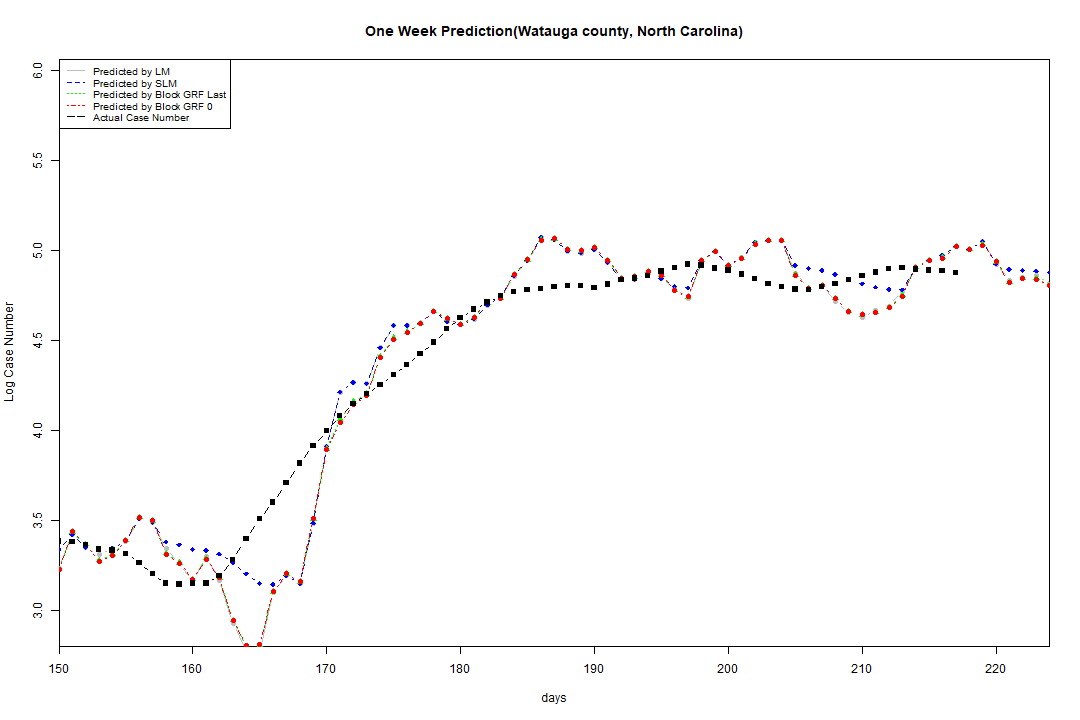 One Week Prediction(Watauga county, North Carolina)
Predicted by LM
Predicted by SLM
Predicted by Block GRF Last
Predicted by Block GRF 0
Actual Case Number
6.0
5.5
5.0
4.5
4.0
3.5
3.0
Log Case Number
150 160 170 180 190 200 210 220
days